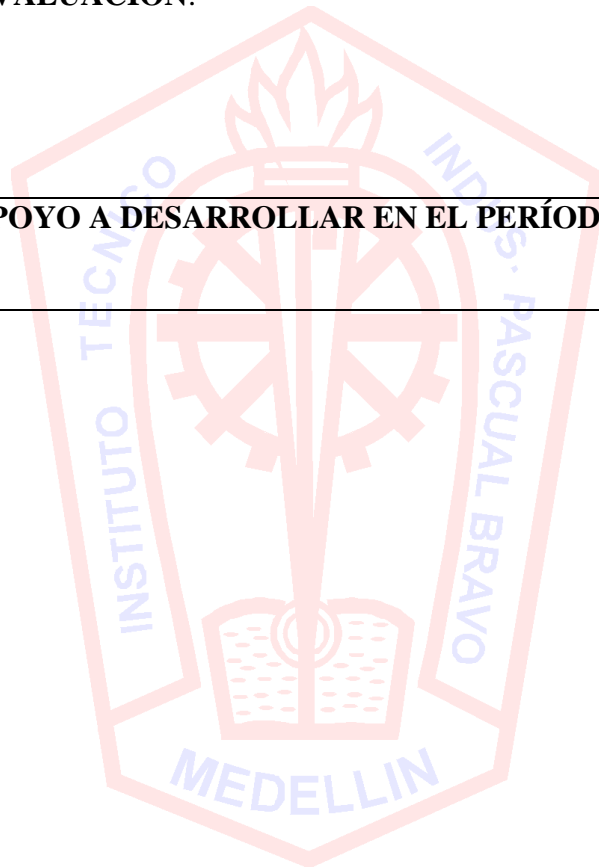 VALUACIÓN:
POYO A DESARROLLAR EN EL PERÍOD
INSTITUTO TECNICO
INDUS. PASCUAL BRAVO
MEDELLIN